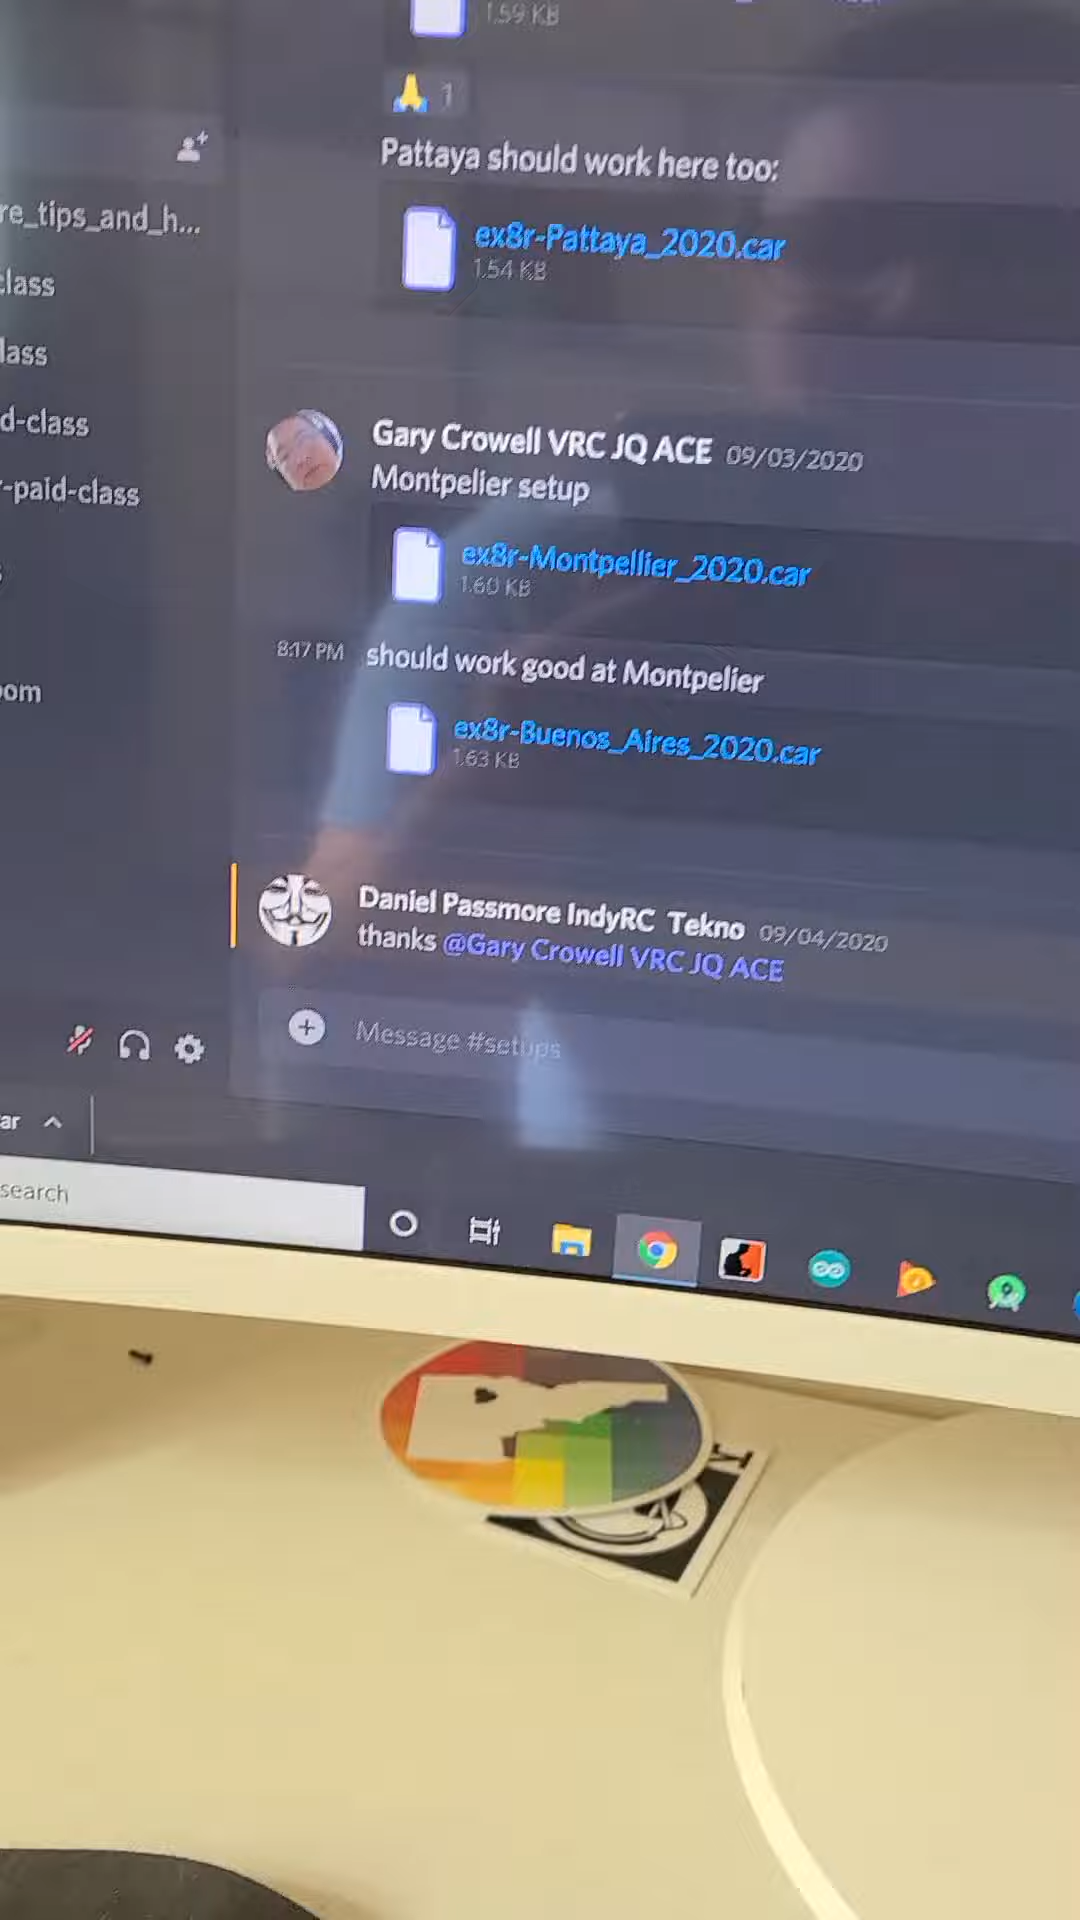 1.59 KB
1
Pattaya should work here too:
re_tips_and_h...
ex8r-Pattaya_2020.car
1.54 KB
class
lass
d-class
Gary Crowell VRC JQ ACE 09/03/2020
Montpelier setup
-paid-class
ex8r-Montpellier_2020.car
1.60 KB
8:17 PM should work good at Montpelier
oom
ex8r-Buenos_Aires_2020.car
1.63 KB
Daniel Passmore IndyRC Tekno 09/04/2020
thanks @Gary Crowell VRC JQ ACE
Message #setups
ar
search